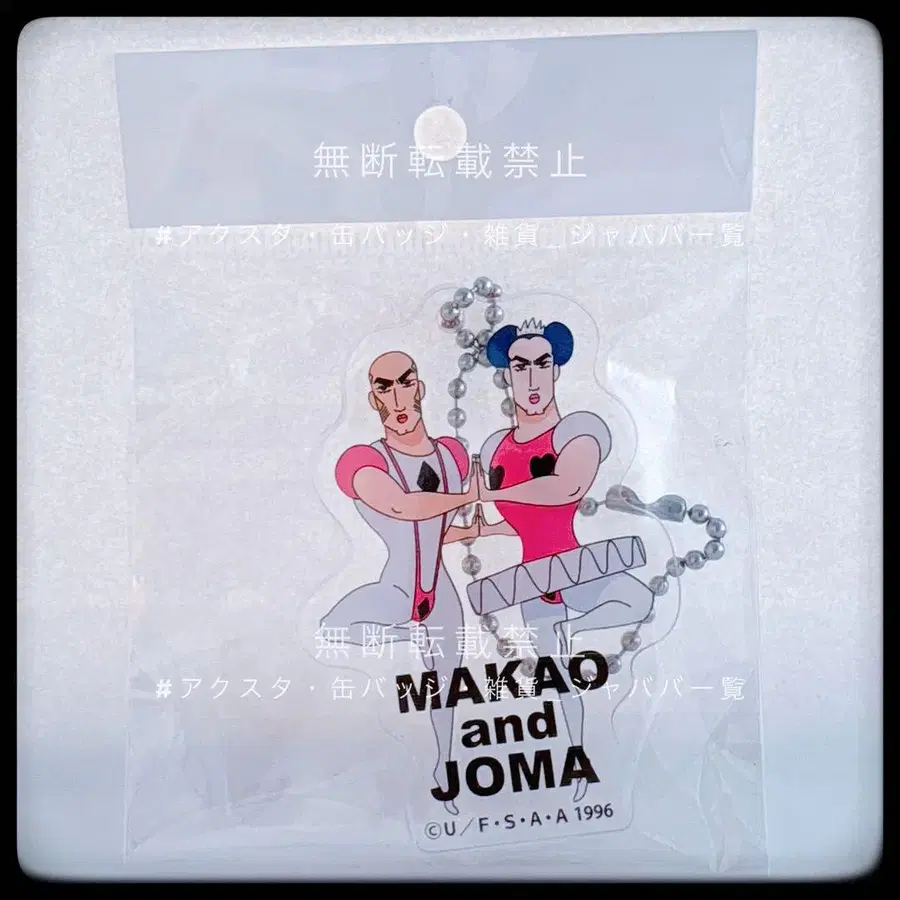 無断転載禁止
#アクスタ・缶バッジ・雑貨_ジャババ一覧
無断転載禁止
#アクスタ・缶バッジ・雑貨_ジャババ一覧
MAKAO
and
JOMA
©U/F・S・A・A 1996